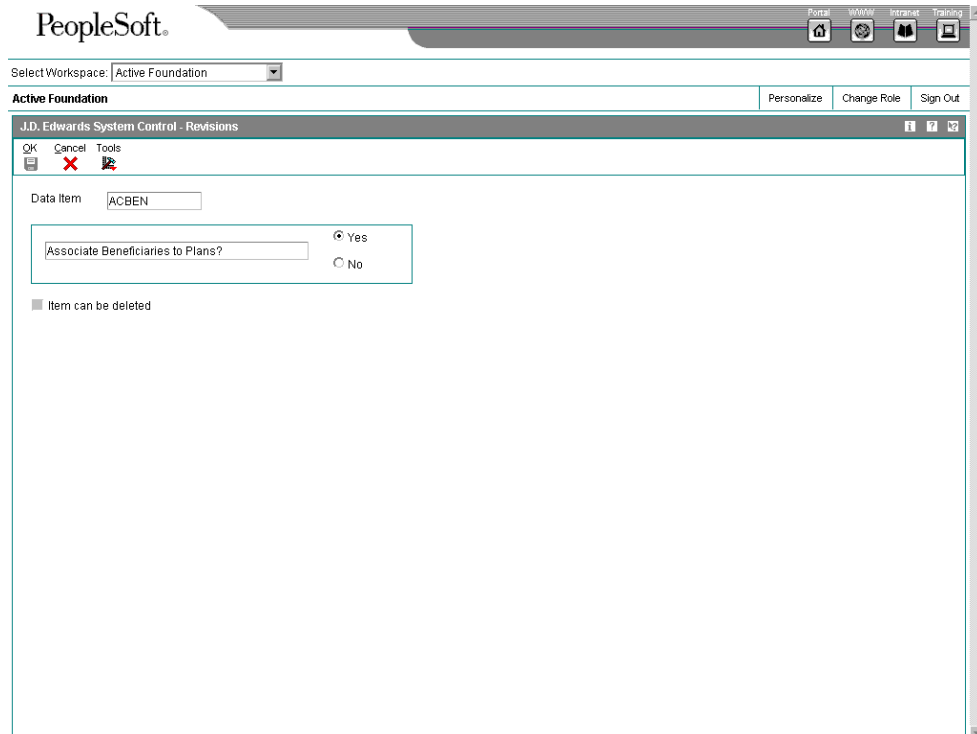 PeopleSoft.
Portal WWW Intranet Training
Select Workspace: Active Foundation
Active Foundation Personalize Change Role Sign Out
J.D. Edwards System Control - Revisions
OK Cancel Tools
Data Item ACBEN
Associate Beneficiaries to Plans?
Yes
No
Item can be deleted